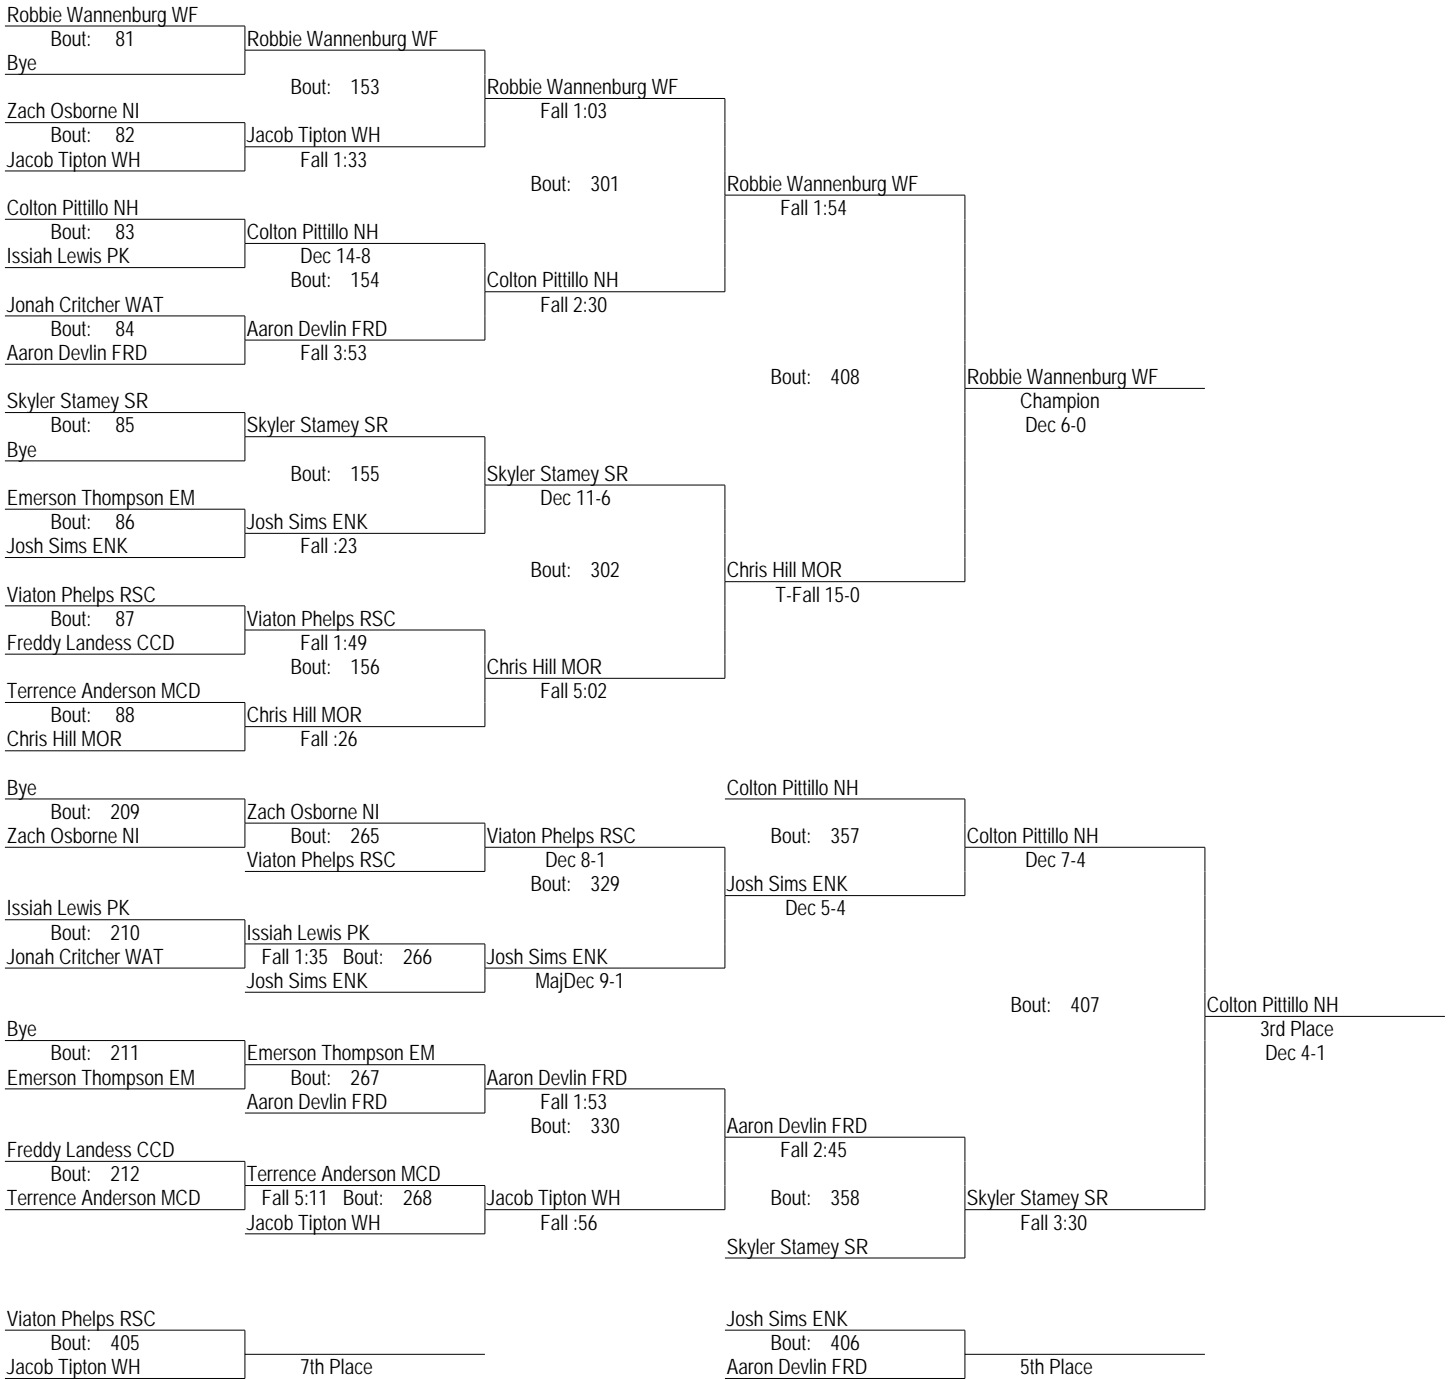 Robbie Wannenburg WF
Bout: 81
Robbie Wannenburg WF
Bye
Bout: 153
Robbie Wannenburg WF
Fall 1:03
Zach Osborne NI
Bout: 82
Jacob Tipton WH
Jacob Tipton WH
Fall 1:33
Bout: 301
Robbie Wannenburg WF
Fall 1:54
Colton Pittillo NH
Bout: 83
Colton Pittillo NH
Issiah Lewis PK
Dec 14-8
Bout: 154
Colton Pittillo NH
Fall 2:30
Jonah Critcher WAT
Bout: 84
Aaron Devlin FRD
Aaron Devlin FRD
Fall 3:53
Bout: 408
Robbie Wannenburg WF
Champion
Dec 6-0
Skyler Stamey SR
Bout: 85
Skyler Stamey SR
Bye
Bout: 155
Skyler Stamey SR
Dec 11-6
Emerson Thompson EM
Bout: 86
Josh Sims ENK
Josh Sims ENK
Fall :23
Bout: 302
Chris Hill MOR
T-Fall 15-0
Viaton Phelps RSC
Bout: 87
Viaton Phelps RSC
Freddy Landess CCD
Fall 1:49
Bout: 156
Chris Hill MOR
Fall 5:02
Terrence Anderson MCD
Bout: 88
Chris Hill MOR
Chris Hill MOR
Fall :26
Bye
Bout: 209
Zach Osborne NI
Zach Osborne NI
Bout: 265
Viaton Phelps RSC
Viaton Phelps RSC
Dec 8-1
Bout: 329
Colton Pittillo NH
Bout: 357
Colton Pittillo NH
Dec 7-4
Josh Sims ENK
Dec 5-4
Issiah Lewis PK
Bout: 210
Issiah Lewis PK
Jonah Critcher WAT
Fall 1:35 Bout: 266
Josh Sims ENK
Josh Sims ENK
MajDec 9-1
Bout: 407
Colton Pittillo NH
3rd Place
Dec 4-1
Bye
Bout: 211
Emerson Thompson EM
Emerson Thompson EM
Bout: 267
Aaron Devlin FRD
Aaron Devlin FRD
Fall 1:53
Bout: 330
Aaron Devlin FRD
Fall 2:45
Freddy Landess CCD
Bout: 212
Terrence Anderson MCD
Terrence Anderson MCD
Fall 5:11 Bout: 268
Jacob Tipton WH
Jacob Tipton WH
Fall :56
Bout: 358
Skyler Stamey SR
Fall 3:30
Skyler Stamey SR
Viaton Phelps RSC
Bout: 405
Jacob Tipton WH
7th Place
Josh Sims ENK
Bout: 406
Aaron Devlin FRD
5th Place